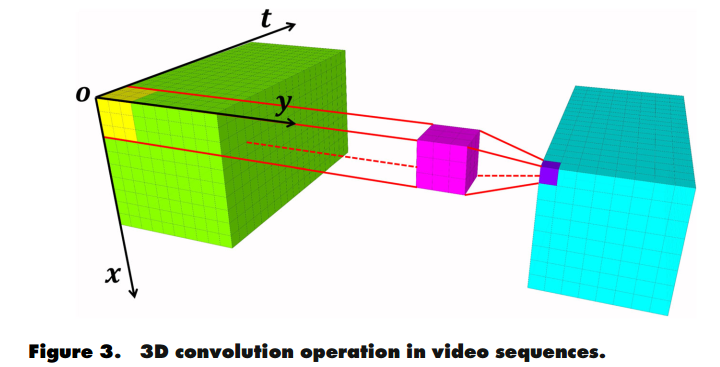 t
o
y
x
Figure 3. 3D convolution operation in video sequences.